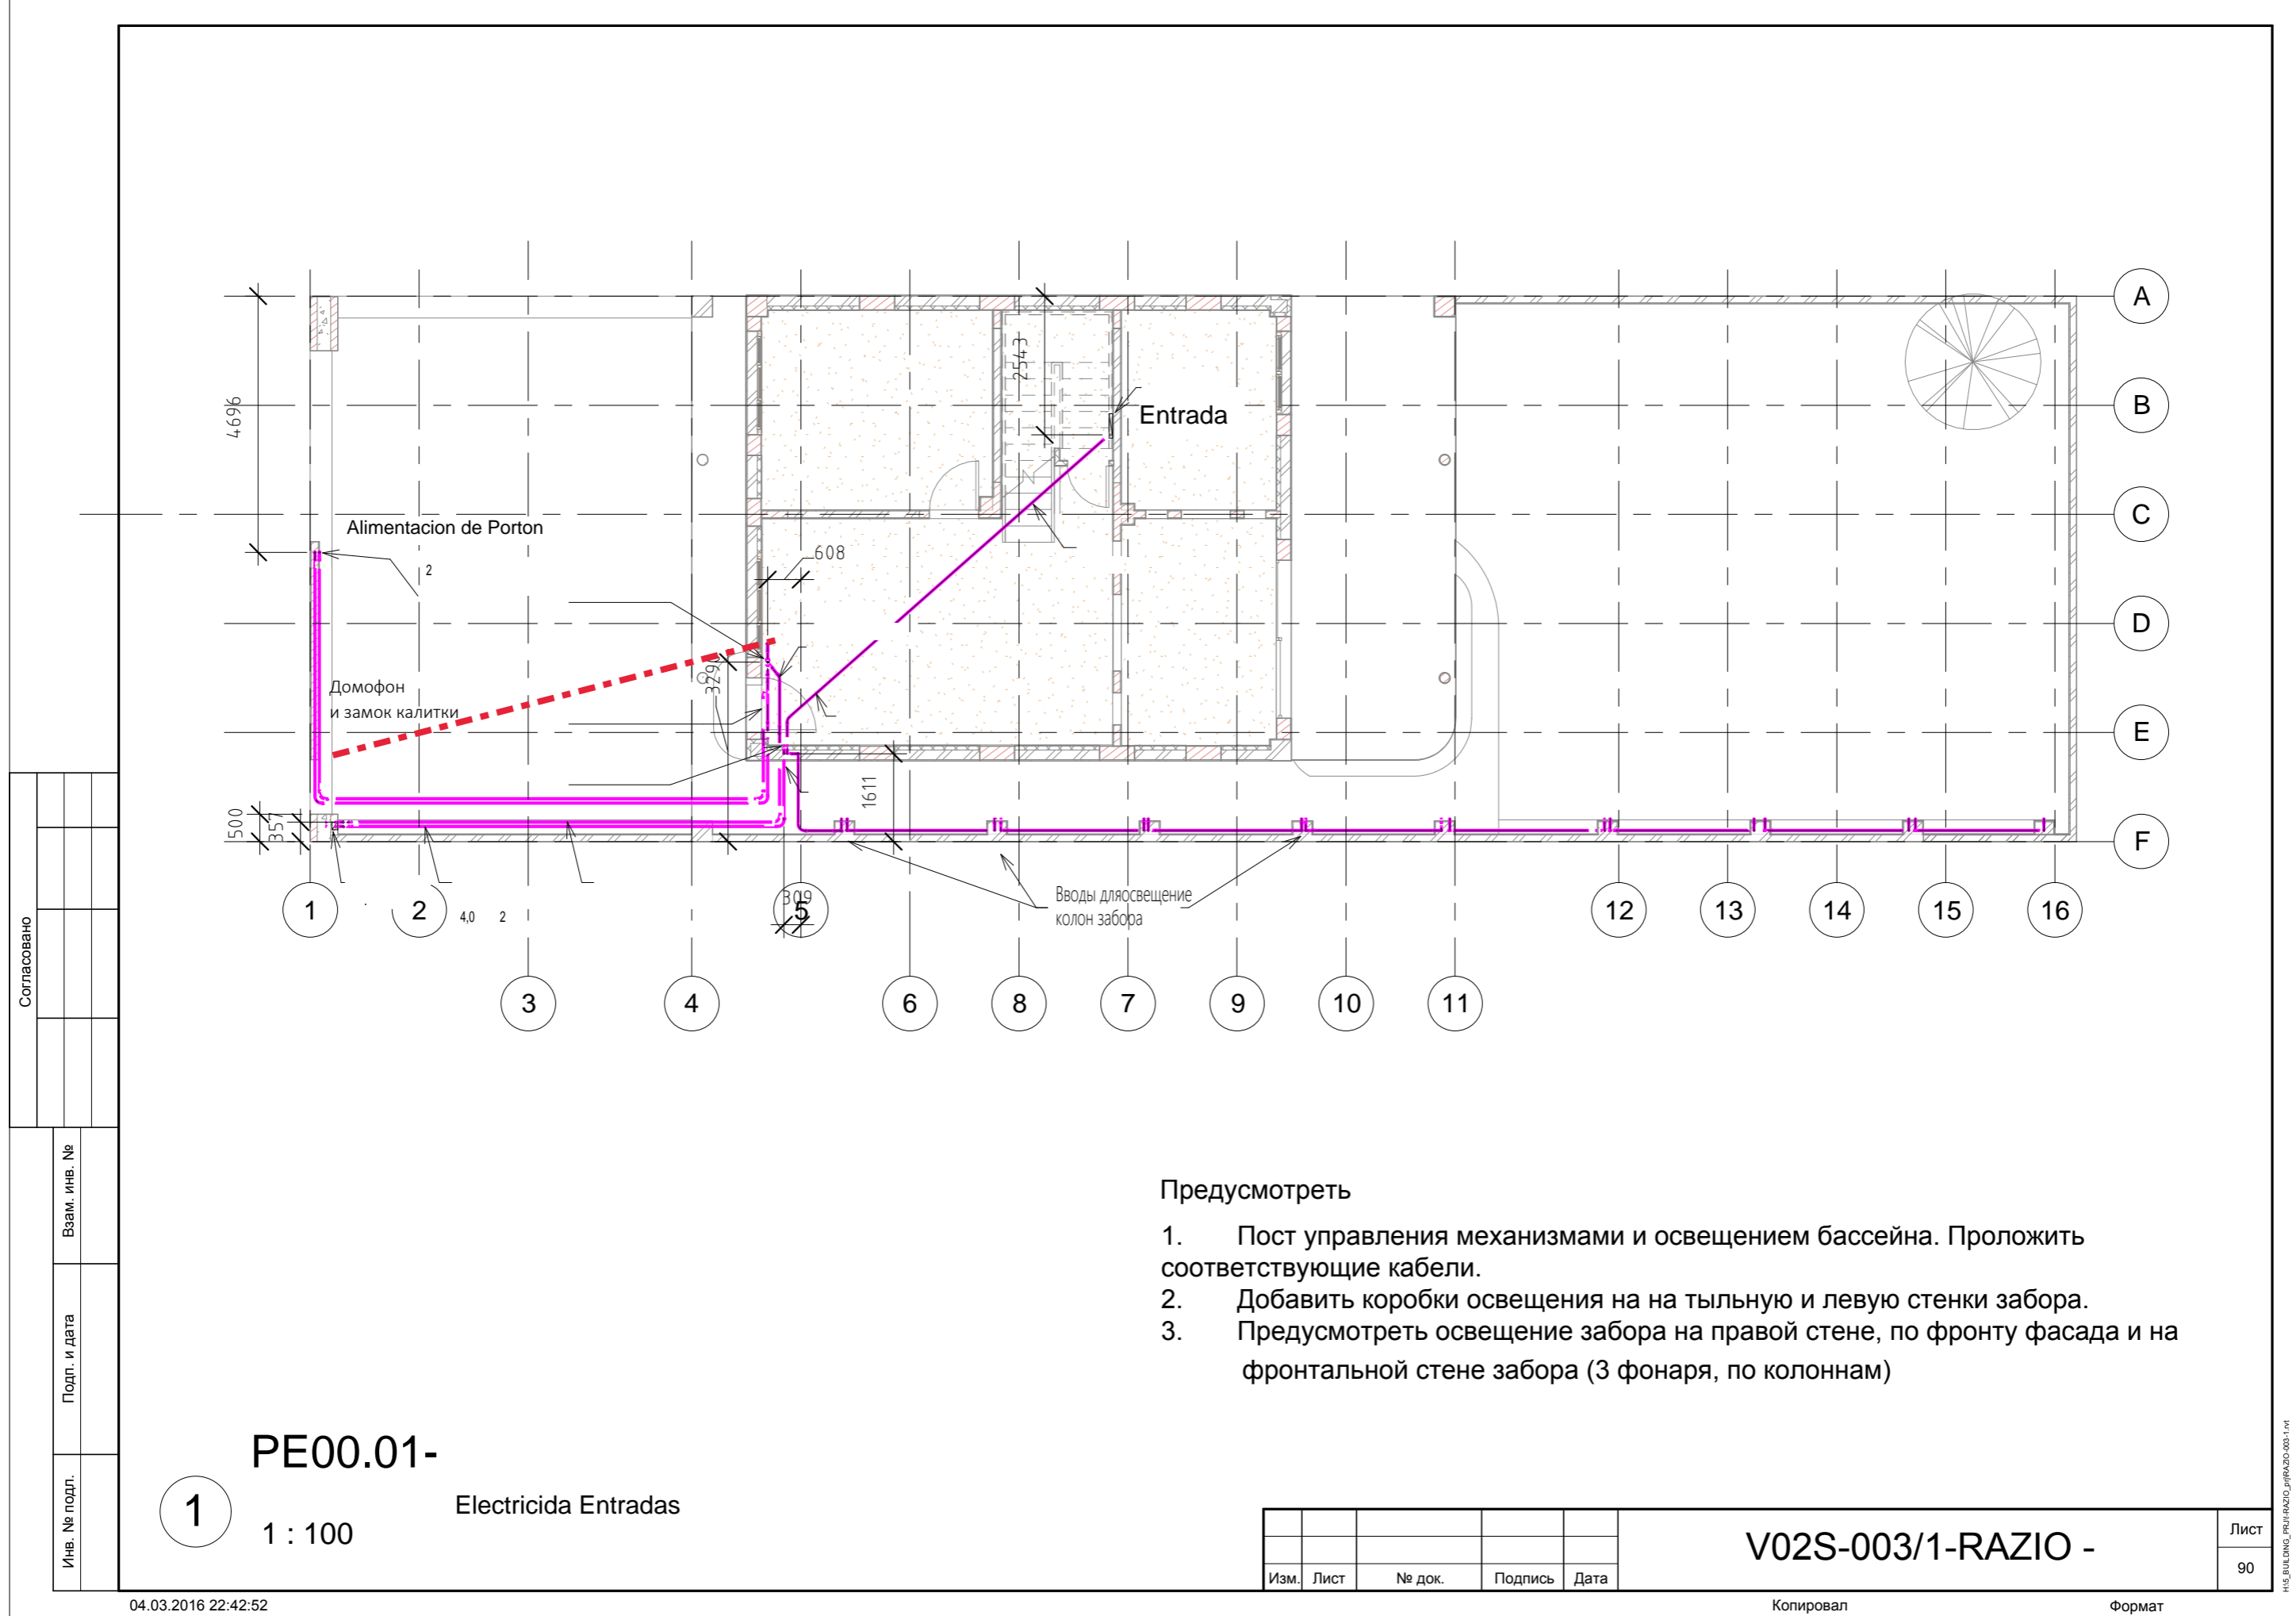 A
2543
B
Entrada
4696
C
Alimentacion de Porton
608
2
D
329
Домофон
и замок калитки
E
1611
500
357
F
Вводы дляосвещение
колон забора
309
1
2
4,0 2
5
12
13
14
15
16
3
4
6
8
7
9
10
11
Согласовано
Взам. инв. №
Подп. и дата
Инв. № подп.
Предусмотреть
1. Пост управления механизмами и освещением бассейна. Проложить
соответствующие кабели.
2. Добавить коробки освещения на на тыльную и левую стенки забора.
3. Предусмотреть освещение забора на правой стене, по фронту фасада и на
фронтальной стене забора (3 фонаря, по колоннам)
PE00.01-
1
Electricida Entradas
1 : 100
V02S-003/1-RAZIO -
Лист
90
Изм. Лист № док. Подпись Дата
04.03.2016 22:42:52
Копировал
Формат